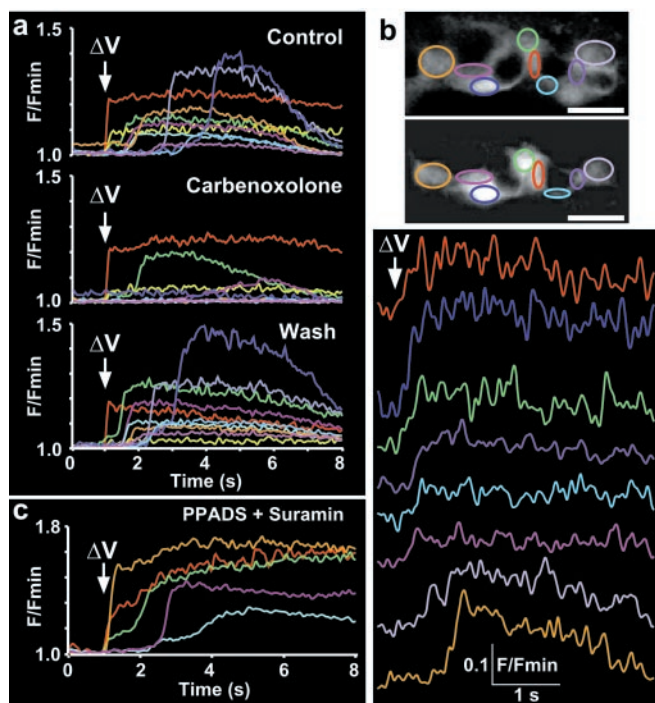 a
Control
1.5
ΔV
F/Fmin
1.0
Carbenoxolone
ΔV
F/Fmin
1.0
Wash
1.5
ΔV
F/Fmin
1.0
0 2 4 6 8
Time (s)
b
ΔV
0.1 F/Fmin
1 s
c
PPADS + Suramin
1.8
ΔV
F/Fmin
1.0
0 2 4 6 8
Time (s)